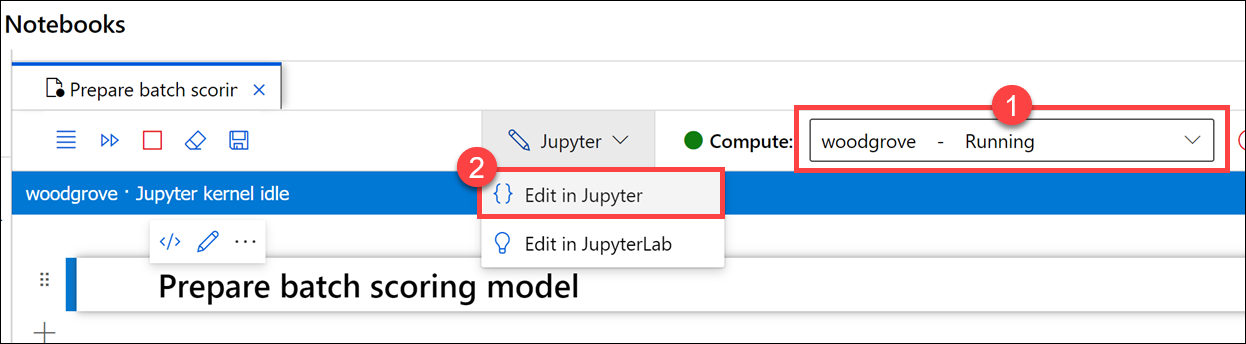 Notebooks
Prepare batch scorin
Jupyter
Compute:
woodgrove - Running
1
woodgrove · Jupyter kernel idle
2
Edit in Jupyter
Edit in JupyterLab
Prepare batch scoring model